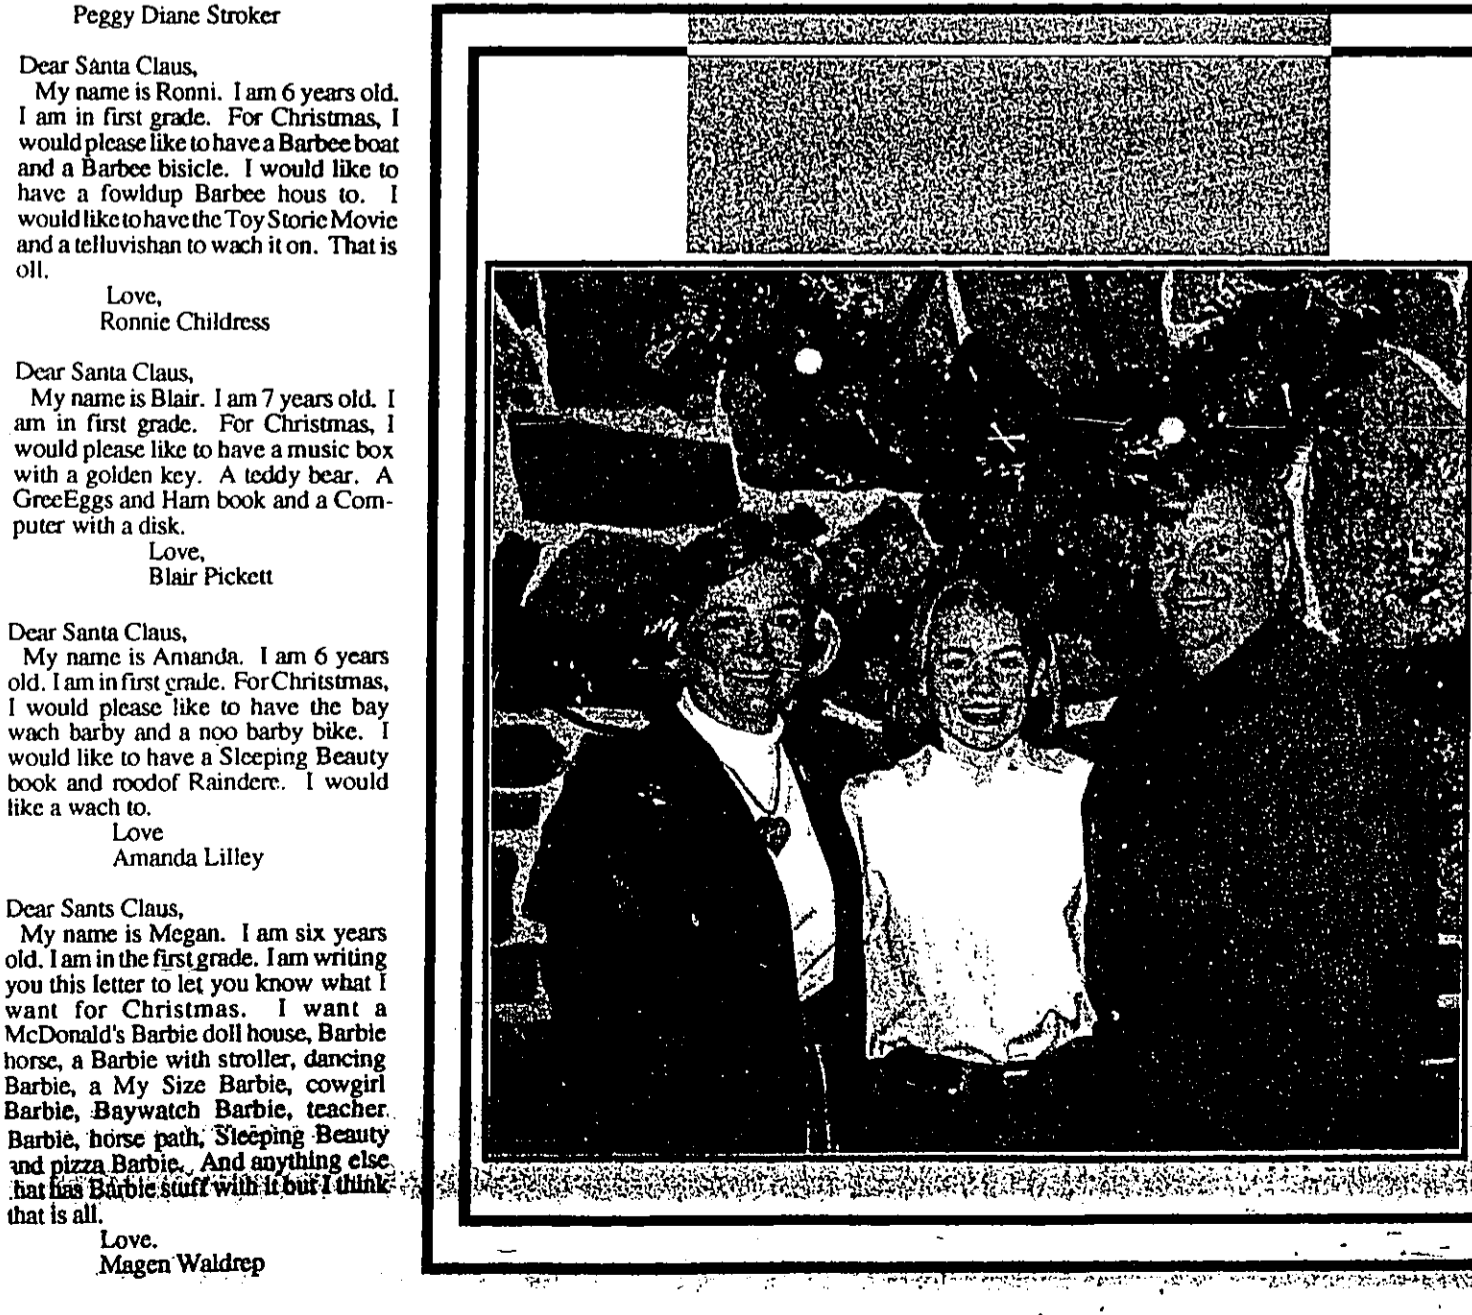 Peggy Diane Stroker
Dear Santa Claus,
My name is Ronni. I am 6 years old.
I am in first grade. For Christmas, I
would please like to have a Barbee boat
and a Barbee bisicle. I would like to
have a fowldup Barbee hous to. I
would like to have the Toy Storie Movie
and a telluvishan to wach it on. That is
oll.
Love,
Ronnie Childress
Dear Santa Claus,
My name is Blair. I am 7 years old. I
am in first grade. For Christmas, I
would please like to have a music box
with a golden key. A teddy bear. A
GreeEggs and Ham book and a Com-
puter with a disk.
Love,
Blair Pickett
Dear Santa Claus,
My name is Amanda. I am 6 years
old. I am in first grade. For Chritstmas,
I would please like to have the bay
wach barby and a noo barby bike. I
would like to have a Sleeping Beauty
book and roodof Raindere. I would
like a wach to.
Love
Amanda Lilley
Dear Sants Claus,
My name is Megan. I am six years
old. I am in the first grade. I am writing
you this letter to let you know what I
want for Christmas. I want a
McDonald's Barbie doll house, Barbie
horse, a Barbie with stroller, dancing
Barbie, a My Size Barbie, cowgirl
Barbie, Baywatch Barbie, teacher
Barbie, horse path, Sleeping Beauty
and pizza Barbie. And anything else
hat has Barbie stuff with it but I think
that is all.
Love.
Magen Waldrep